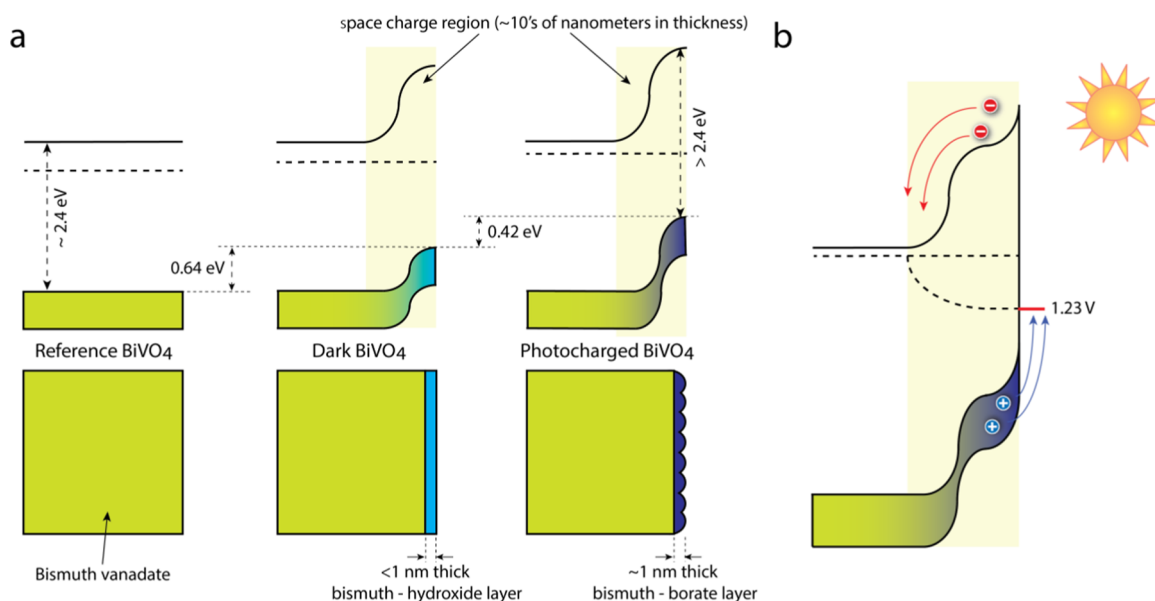 a
space charge region (~10's of nanometers in thickness)
b
~ 2.4 eV
0.64 eV
0.42 eV
> 2.4 eV
1.23 V
Reference BiVO4
Dark BiVO4
Photocharged BiVO4
Bismuth vanadate
<1 nm thick
bismuth - hydroxide layer
~1 nm thick
bismuth - borate layer